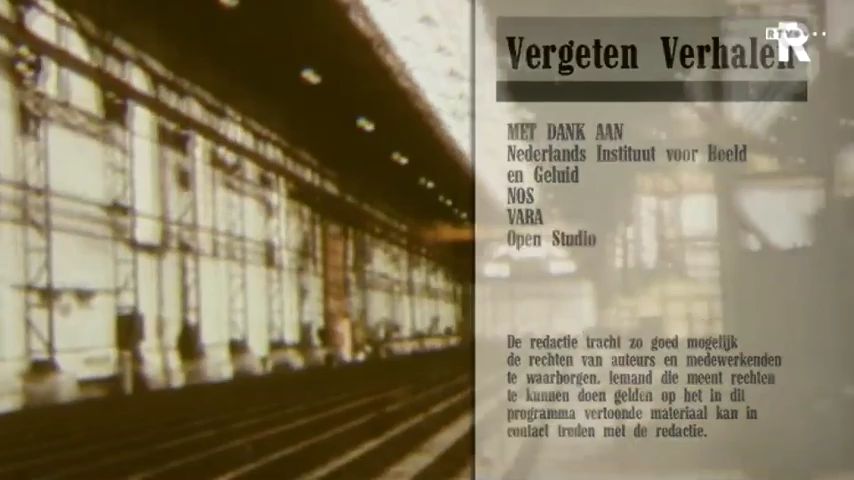 Vergeten Verhalen
RTV
R
MET DANK AAN
Nederlands Instituut voor Beeld
en Geluid
NOS
VARA
Open Studio
De redactie tracht zo goed mogelijk
de rechten van auteurs en medewerkenden
te waarborgen. Iemand die meent rechten
te kunnen doen gelden op het in dit
programma vertoonde materiaal kan in
contact treden met de redactie.